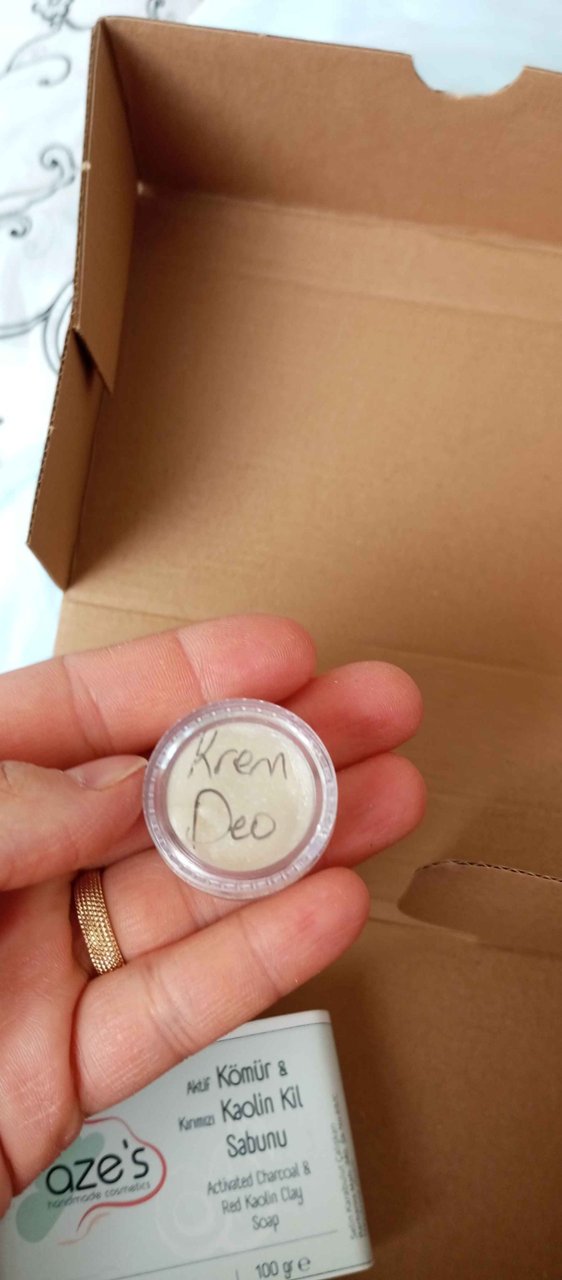 Krem
Deo
Aktif Kömür &
Kırmızı Kaolin Kil
Sabunu
Activated Charcoal &
Red Kaolin Clay
Soap
aze's
handmade cosmetics
100 gr e